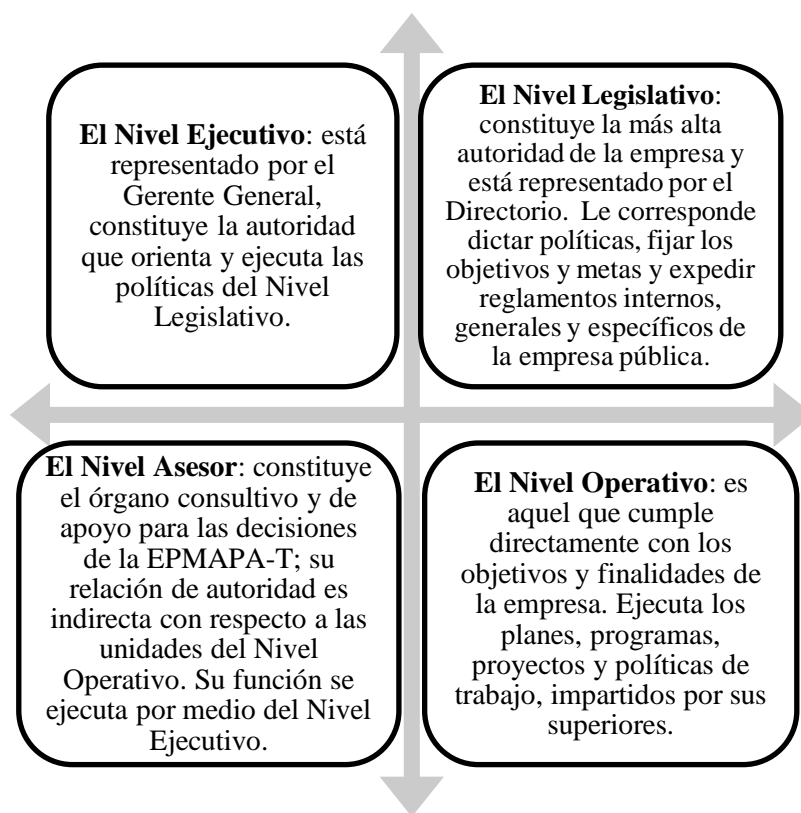 El Nivel Ejecutivo: está
representado por el
Gerente General,
constituye la autoridad
que orienta y ejecuta las
políticas del Nivel
Legislativo.
El Nivel Legislativo:
constituye la más alta
autoridad de la empresa y
está representado por el
Directorio. Le corresponde
dictar políticas, fijar los
objetivos y metas y expedir
reglamentos internos,
generales y específicos de
la empresa pública.
El Nivel Asesor: constituye
el órgano consultivo y de
apoyo para las decisiones
de la EPMAPA-T; su
relación de autoridad es
indirecta con respecto a las
unidades del Nivel
Operativo. Su función se
ejecuta por medio del Nivel
Ejecutivo.
El Nivel Operativo: es
aquel que cumple
directamente con los
objetivos y finalidades de
la empresa. Ejecuta los
planes, programas,
proyectos y políticas de
trabajo, impartidos por sus
superiores.